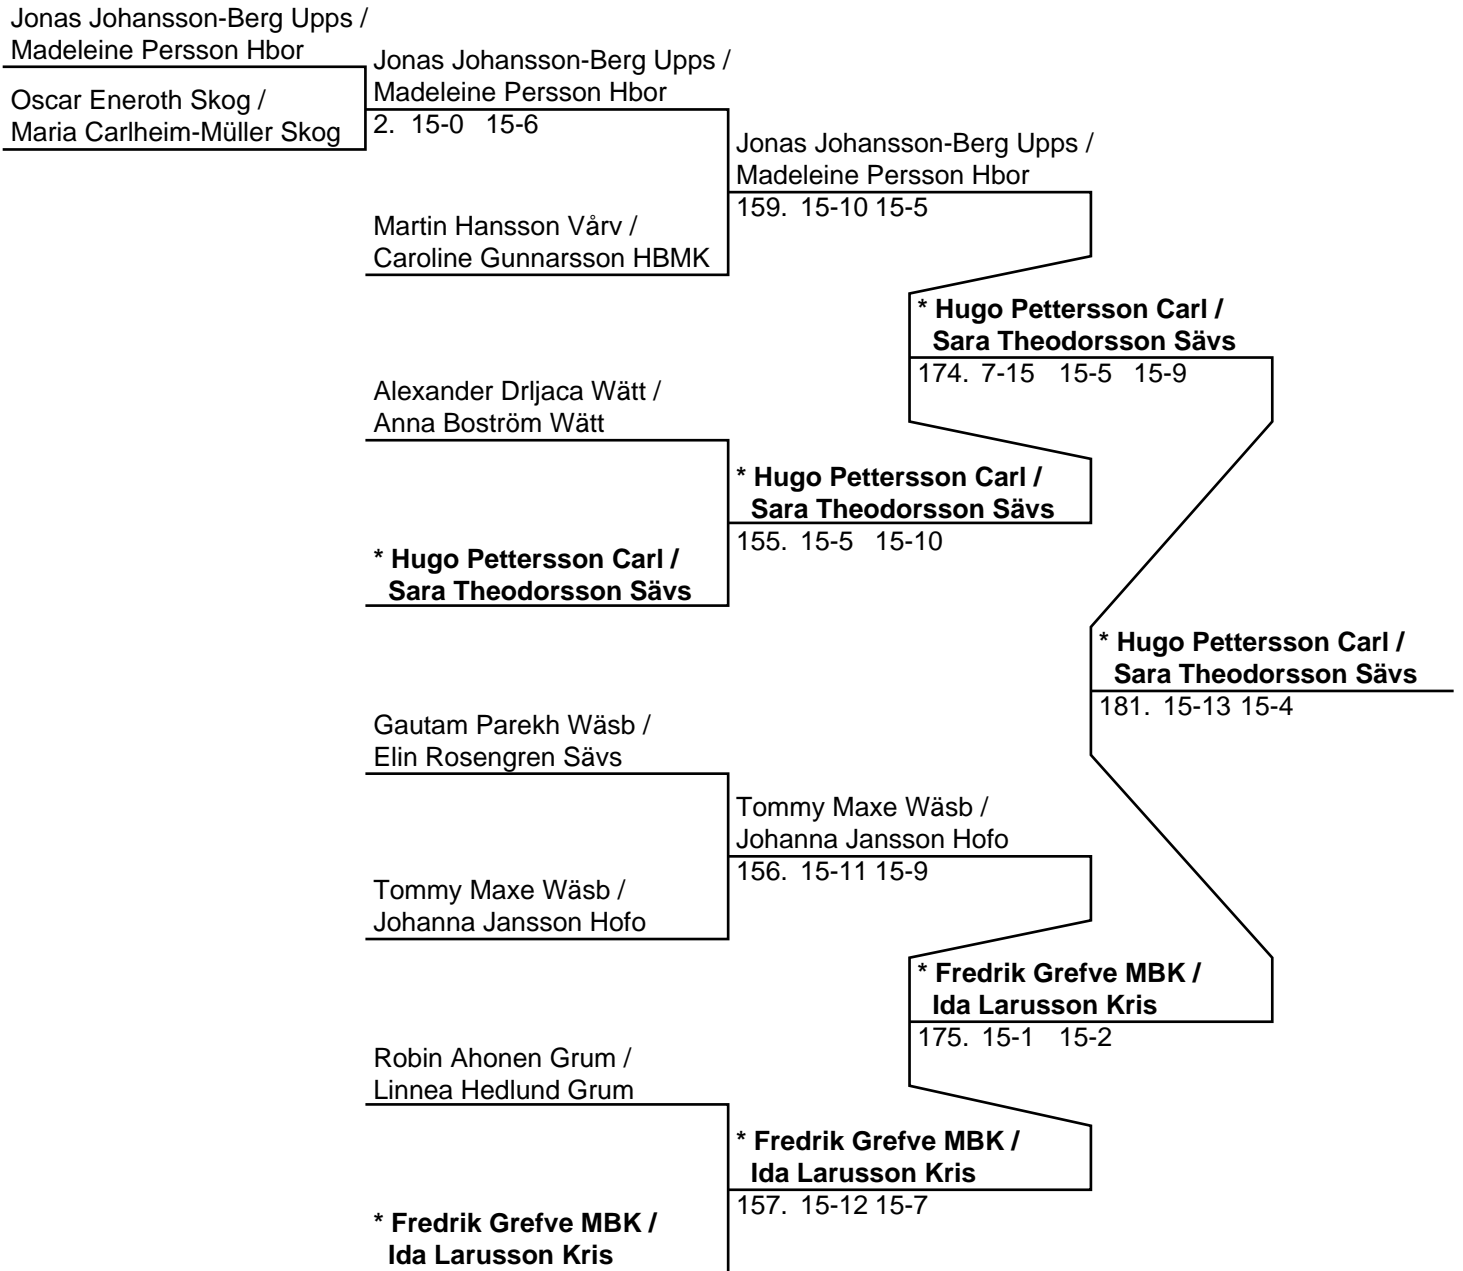 Jonas Johansson-Berg Upps /
Madeleine Persson Hbor
Oscar Eneroth Skog /
Maria Carlheim-Müller Skog
Jonas Johansson-Berg Upps /
Madeleine Persson Hbor
2. 15-0 15-6
Martin Hansson Vårv /
Caroline Gunnarsson HBMK
Jonas Johansson-Berg Upps /
Madeleine Persson Hbor
159. 15-10 15-5
Alexander Drljaca Wätt /
Anna Boström Wätt
* Hugo Pettersson Carl /
Sara Theodorsson Sävs
* Hugo Pettersson Carl /
Sara Theodorsson Sävs
155. 15-5 15-10
* Hugo Pettersson Carl /
Sara Theodorsson Sävs
174. 7-15 15-5 15-9
Gautam Parekh Wäsb /
Elin Rosengren Sävs
Tommy Maxe Wäsb /
Johanna Jansson Hofo
Tommy Maxe Wäsb /
Johanna Jansson Hofo
156. 15-11 15-9
Robin Ahonen Grum /
Linnea Hedlund Grum
* Fredrik Grefve MBK /
Ida Larusson Kris
* Fredrik Grefve MBK /
Ida Larusson Kris
157. 15-12 15-7
* Fredrik Grefve MBK /
Ida Larusson Kris
175. 15-1 15-2
* Hugo Pettersson Carl /
Sara Theodorsson Sävs
181. 15-13 15-4